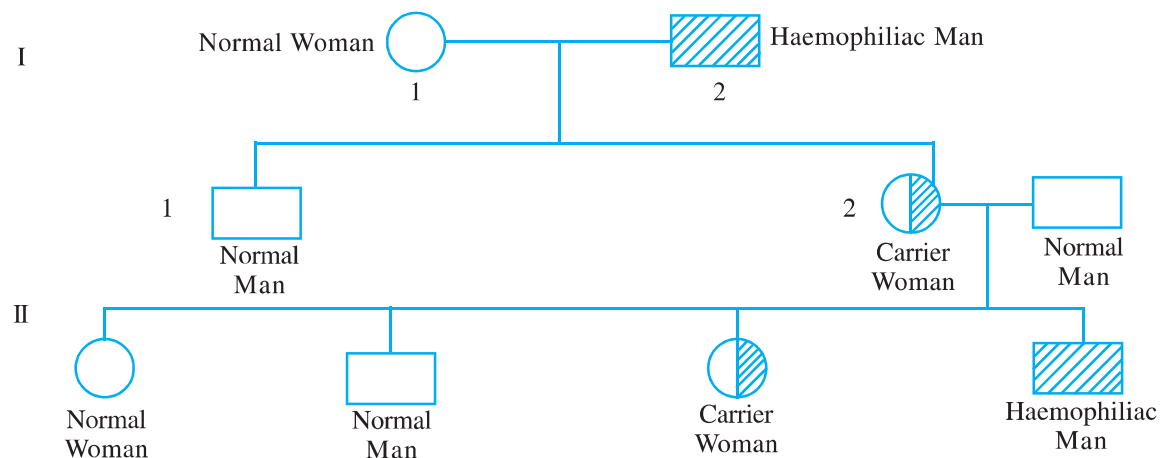 Normal Woman
Haemophiliac Man
I
1
2
1
Normal
Man
2
Carrier
Woman
Normal
Man
II
Normal
Woman
Normal
Man
Carrier
Woman
Haemophiliac
Man